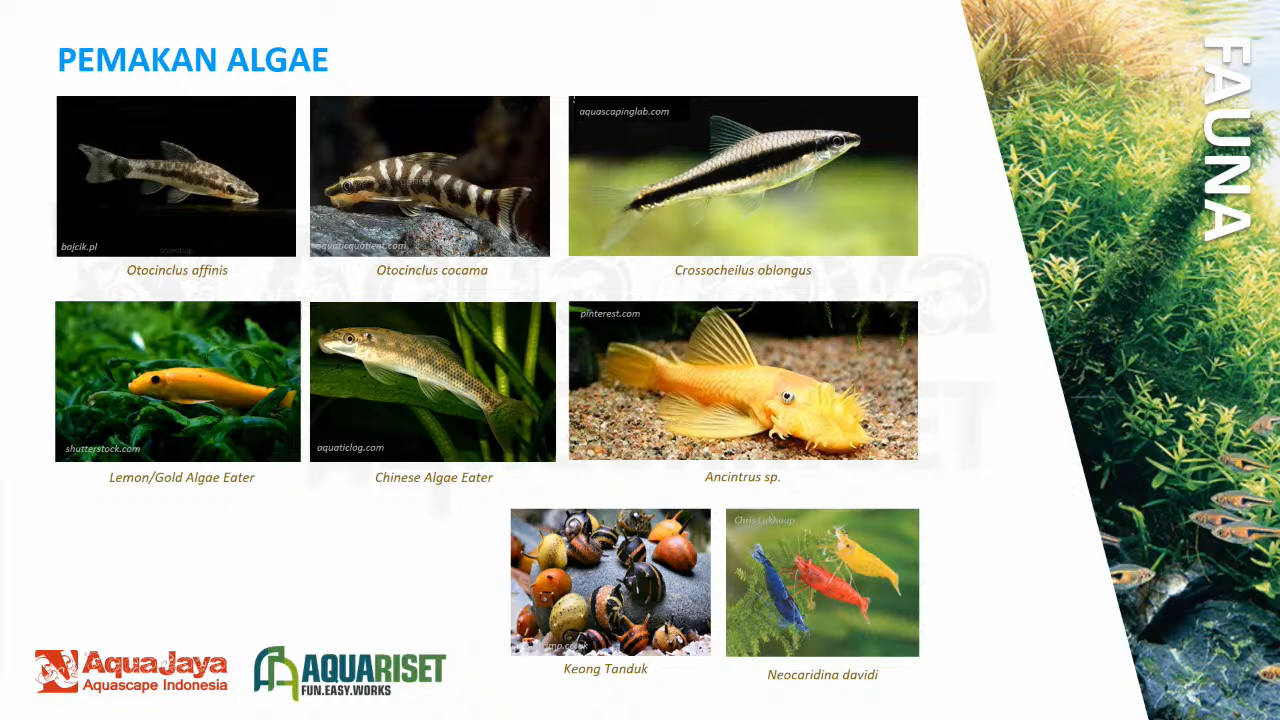 PEMAKAN ALGAE
FAUNA
bajcik.pl
aquaticquotient.com
aquascapinglab.com
Otocinclus affinis
Otocinclus cocama
Crossocheilus oblongus
shutterstock.com
aquaticlog.com
pinterest.com
Lemon/Gold Algae Eater
Chinese Algae Eater
Ancintrus sp.
Chris Lukhaup
Keong Tanduk
Neocaridina davidi
AquaJaya
Aquascape Indonesia
AQUARISET
FUN.EASY.WORKS